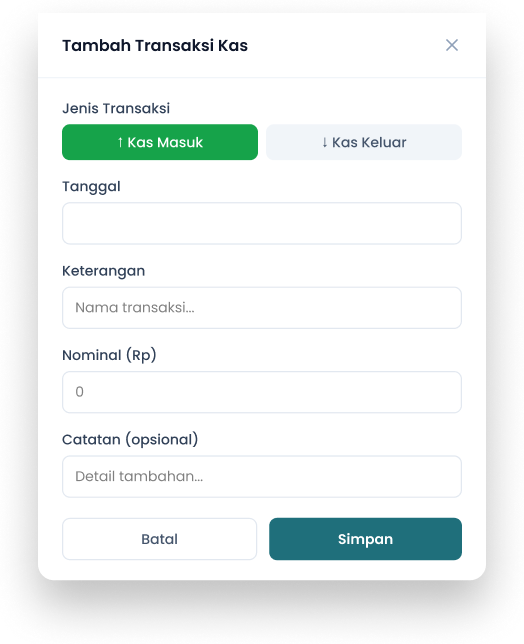 Tambah Transaksi Kas
Jenis Transaksi
↑ Kas Masuk
↓ Kas Keluar
Tanggal
Keterangan
Nama transaksi...
Nominal (Rp)
0
Catatan (opsional)
Detail tambahan...
Batal
Simpan